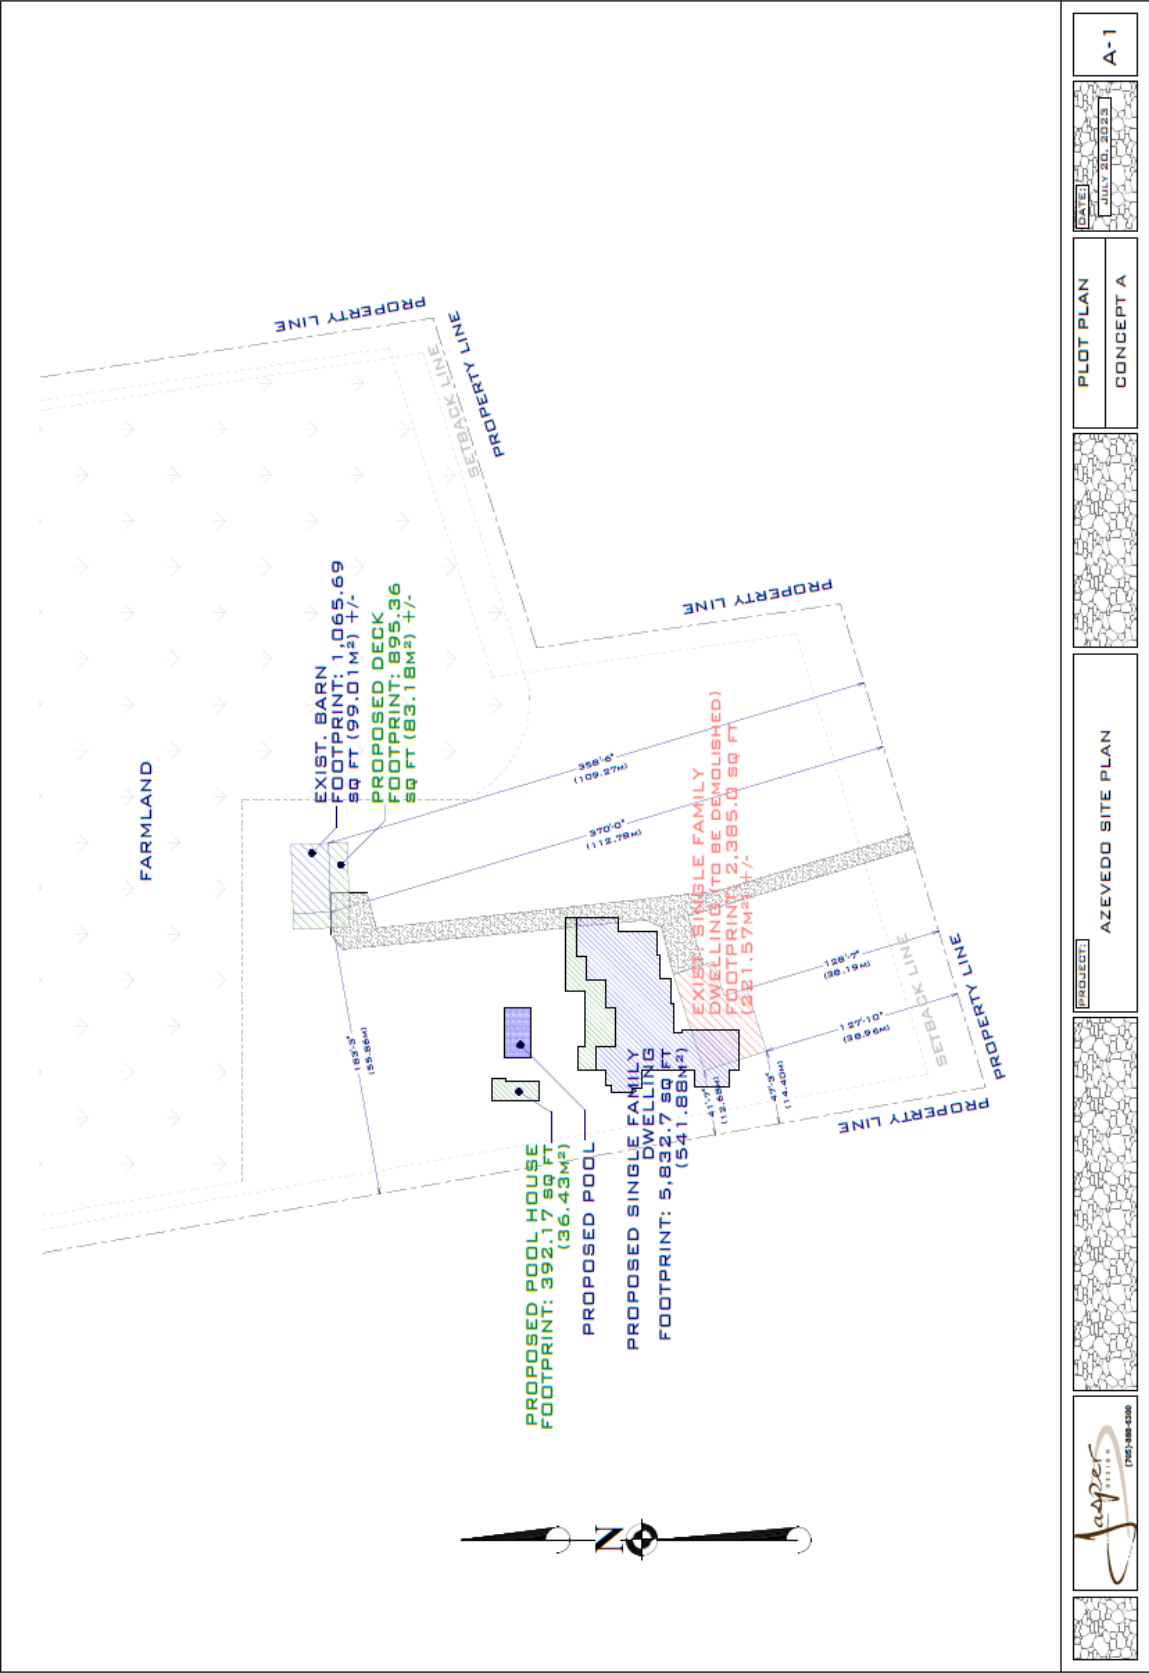 FARMLAND
PROPERTY LINE
PROPERTY LINE
SETBACK LINE
EXIST. BARN
FOOTPRINT: 1,065.69
SQ FT (99.01M²) +/-
PROPOSED DECK
FOOTPRINT: 895.36
SQ FT (83.18M²) +/-
PROPERTY LINE
358'-6"
(109.27M)
370'-0"
(112.78M)
EXIST. SINGLE FAMILY
DWELLING (TO BE DEMOLISHED)
FOOTPRINT: 2,385.0 SQ FT
(221.57M²) +/-
183'-3"
(55.86M)
128'-7"
(39.19M)
127'-10"
(38.96M)
SETBACK LINE
PROPERTY LINE
PROPERTY LINE
41'-7"
(12.68M)
47'-3"
(14.40M)
PROPOSED POOL HOUSE
FOOTPRINT: 392.17 SQ FT
(36.43M²)
PROPOSED POOL
PROPOSED SINGLE FAMILY
DWELLING
FOOTPRINT: 5,832.7 SQ FT
(541.88M²)
N
Jasper
DESIGN
PROJECT:
AZEVEDO SITE PLAN
PLOT PLAN
CONCEPT A
DATE:
JULY 20, 2023
A-1